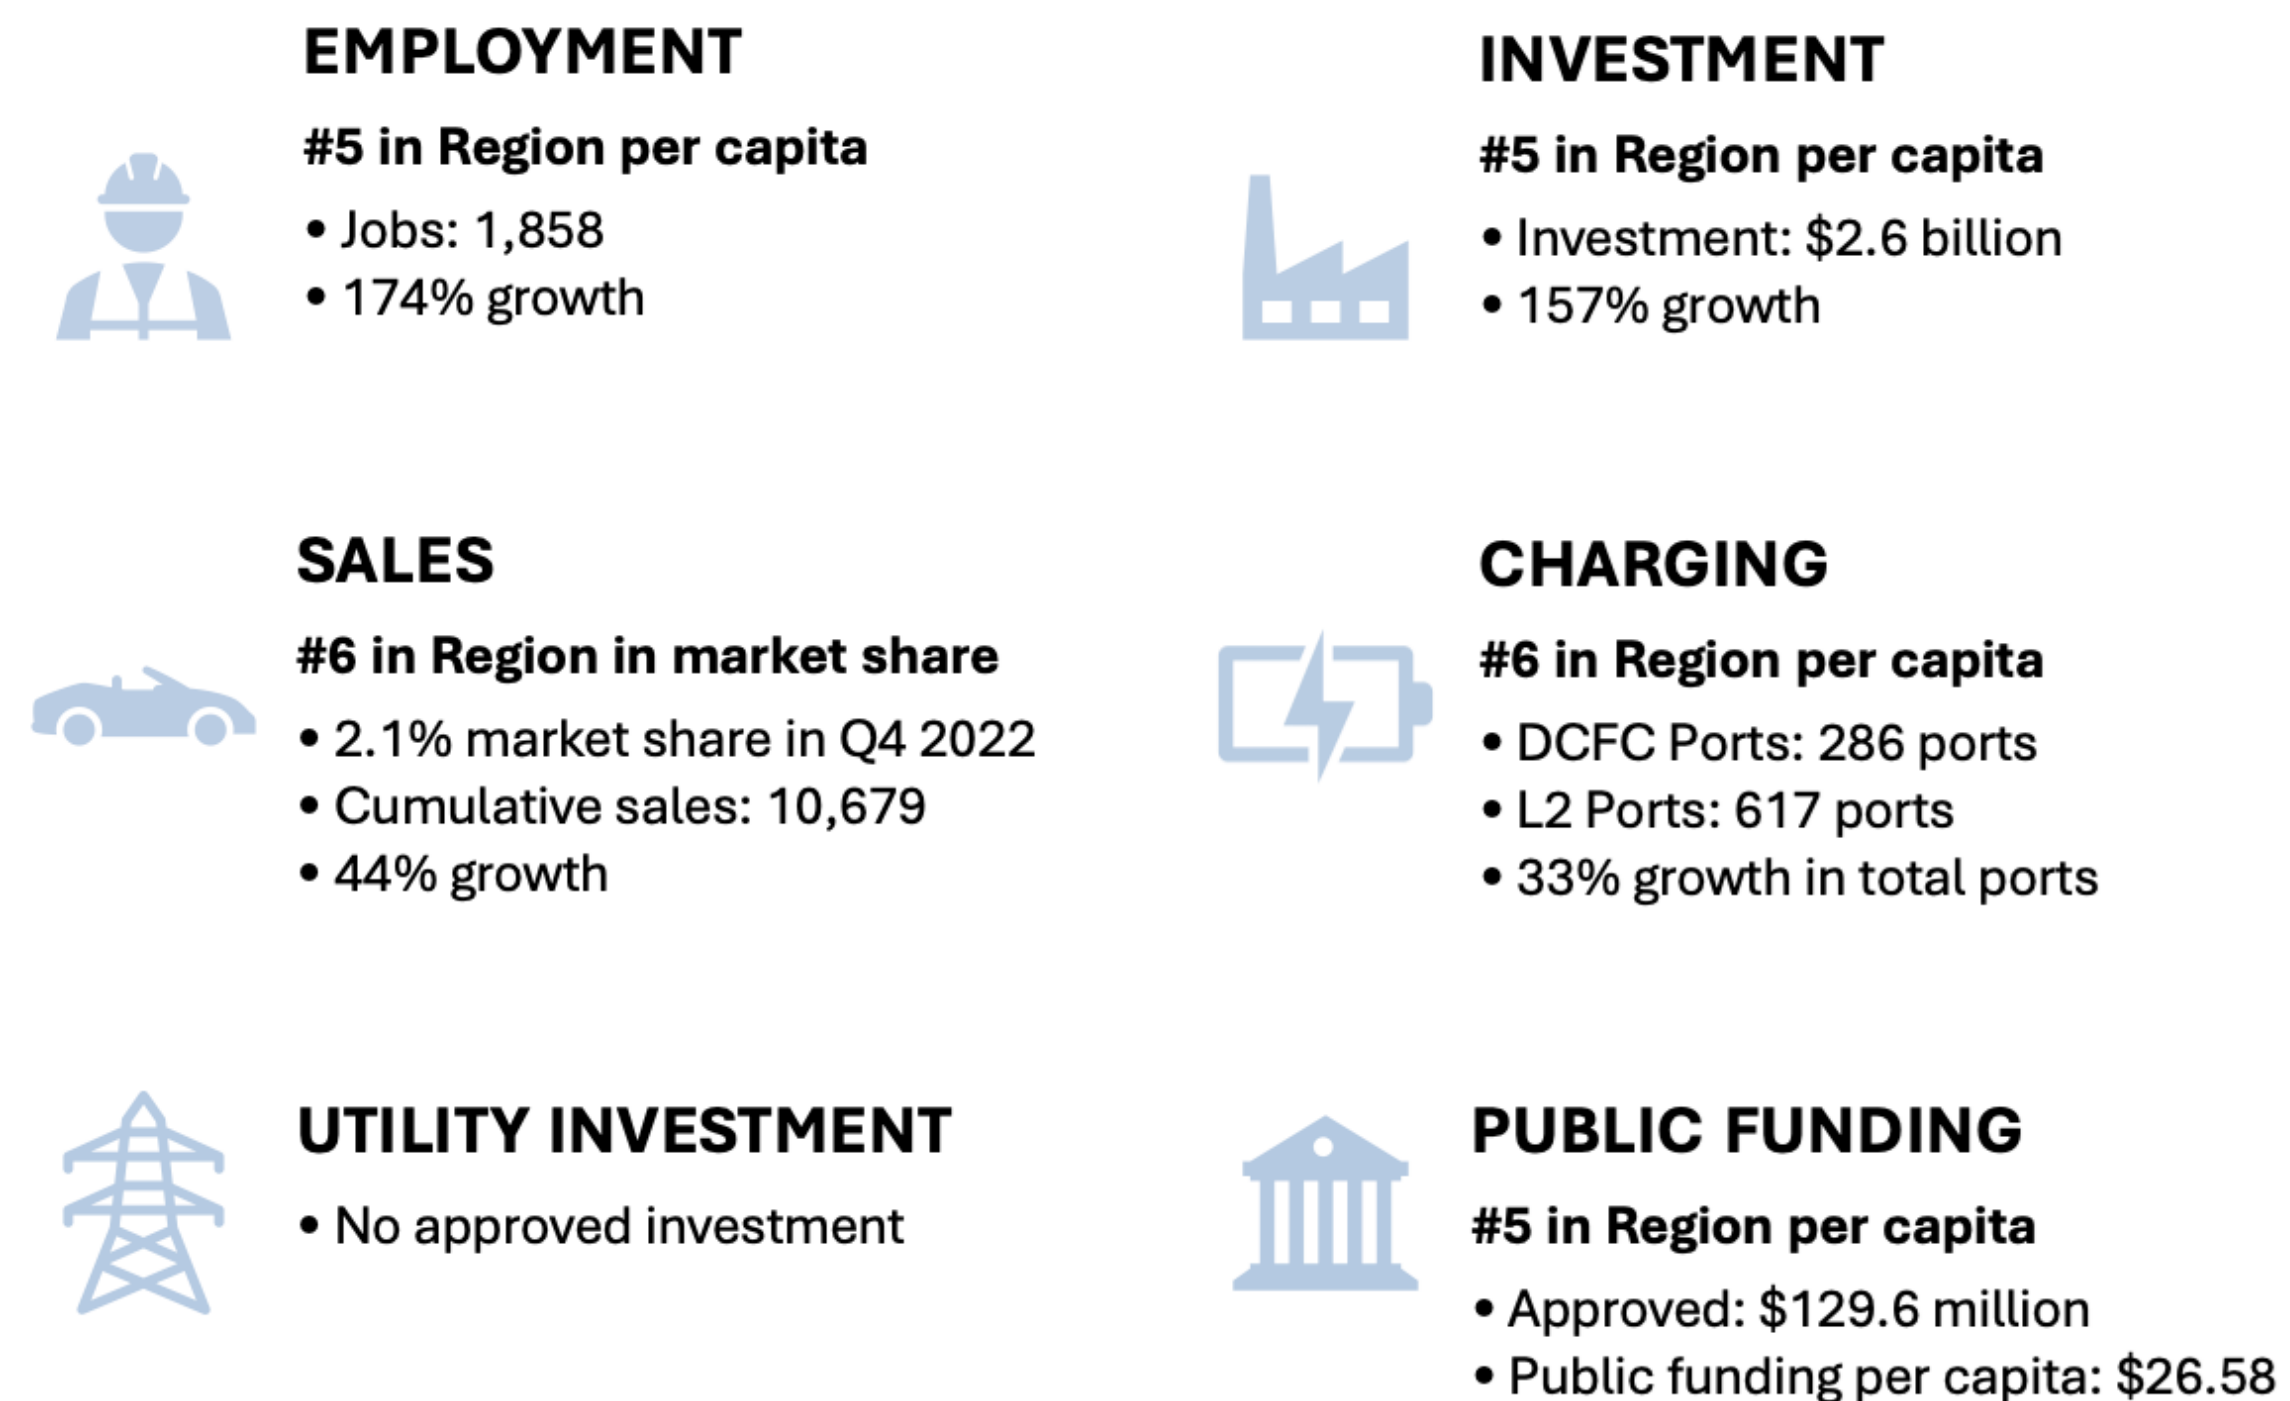 EMPLOYMENT
#5 in Region per capita
• Jobs: 1,858
• 174% growth
INVESTMENT
#5 in Region per capita
• Investment: $2.6 billion
• 157% growth
SALES
#6 in Region in market share
• 2.1% market share in Q4 2022
• Cumulative sales: 10,679
• 44% growth
CHARGING
#6 in Region per capita
• DCFC Ports: 286 ports
• L2 Ports: 617 ports
• 33% growth in total ports
UTILITY INVESTMENT
• No approved investment
PUBLIC FUNDING
#5 in Region per capita
• Approved: $129.6 million
• Public funding per capita: $26.58